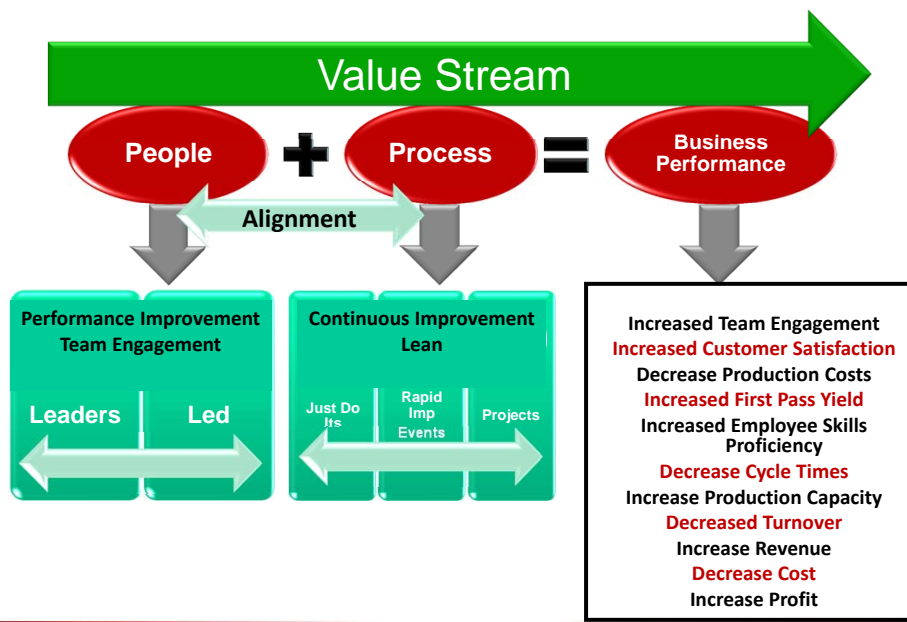 Value Stream
People
Process
Business
Performance
Alignment
Performance Improvement
Team Engagement
Leaders
Led
Continuous Improvement
Lean
Just Do
Its
Rapid
Imp
Events
Projects
Increased Team Engagement
Increased Customer Satisfaction
Decrease Production Costs
Increased First Pass Yield
Increased Employee Skills
Proficiency
Decrease Cycle Times
Increase Production Capacity
Decreased Turnover
Increase Revenue
Decrease Cost
Increase Profit